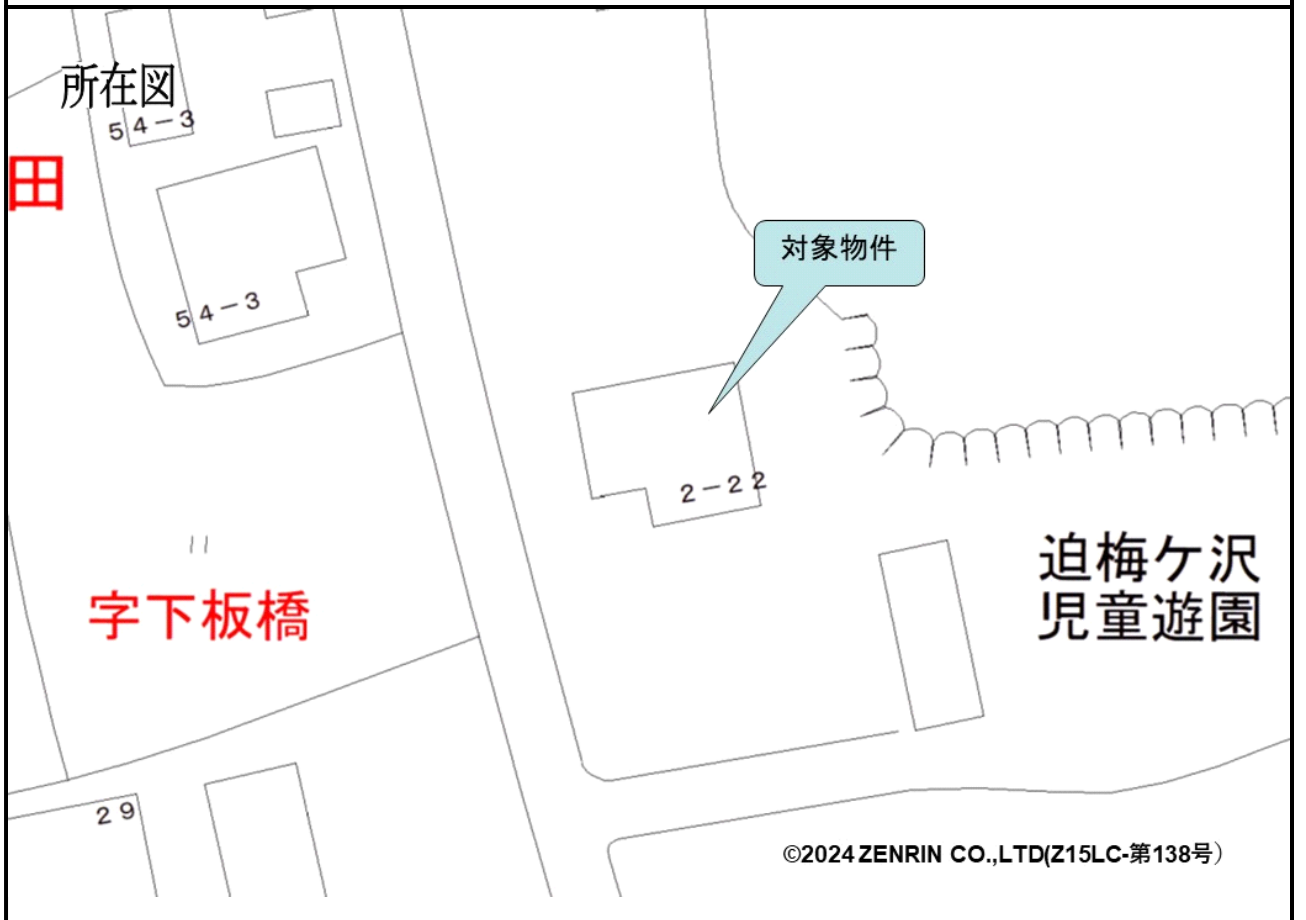 所在図
54-3
田
対象物件
54-3
2-22
迫梅ケ沢
児童遊園
字下板橋
29
©2024 ZENRIN CO.,LTD(Z15LC-第138号）